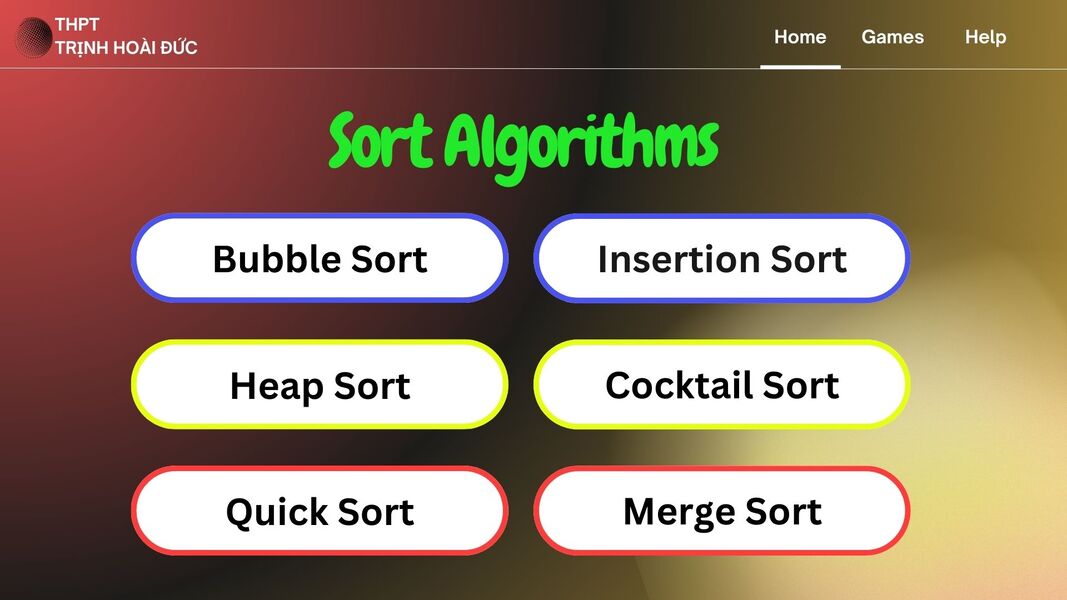 THPT
TRỊNH HOÀI ĐỨC
Home Games Help
Sort Algorithms
Bubble Sort Insertion Sort
Heap Sort Cocktail Sort
Quick Sort Merge Sort